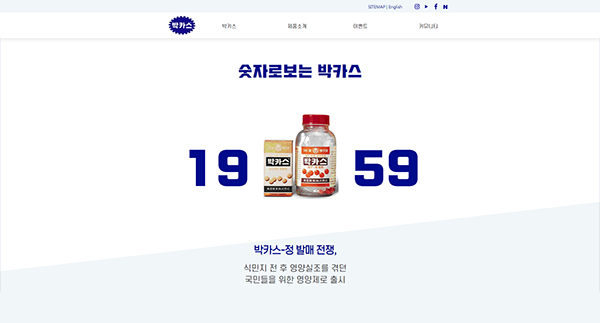 SITEMAP | English
박카스
박카스 제품소개 이벤트 커뮤니티
숫자로보는 박카스
19 59
박카스
박카스
박카스-정 발매 전쟁,
식민지 전 후 영양실조를 겪던
국민들을 위한 영양제로 출시